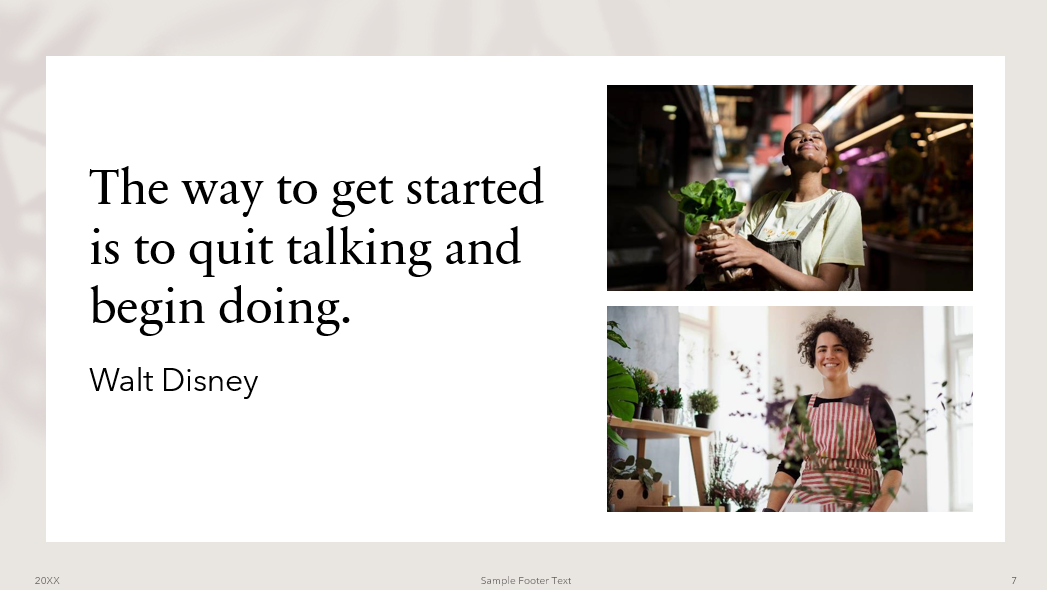 The way to get started
is to quit talking and
begin doing.
Walt Disney
20XX
Sample Footer Text
7